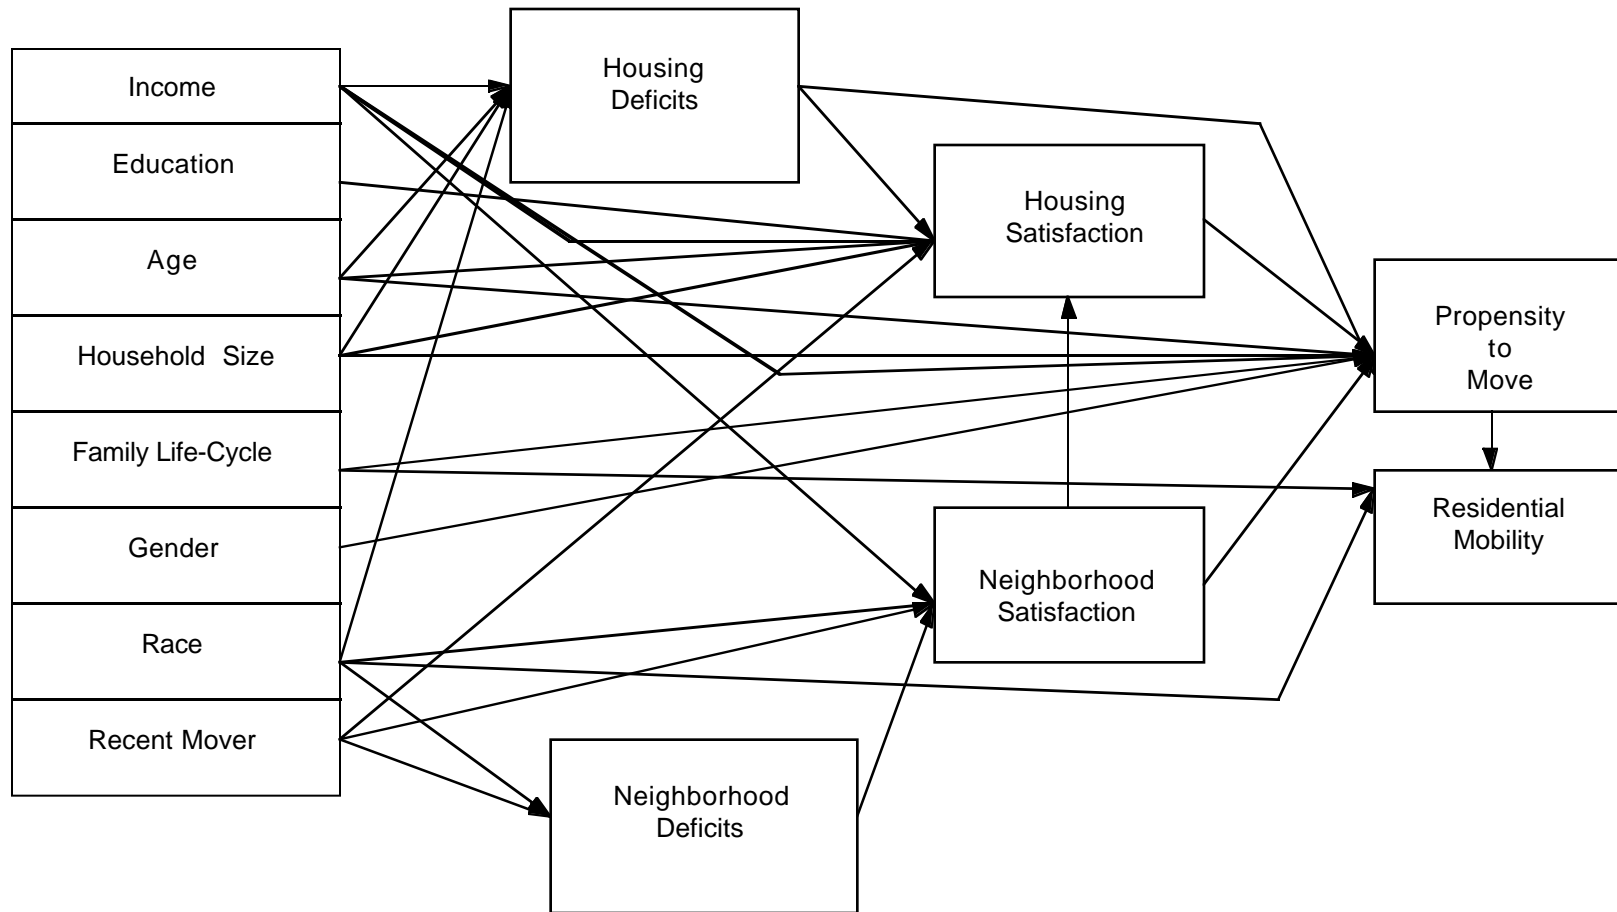 Income
Education
Age
Household Size
Family Life-Cycle
Gender
Race
Recent Mover
Housing
Deficits
Neighborhood
Deficits
Housing
Satisfaction
Neighborhood
Satisfaction
Propensity
to
Move
Residential
Mobility